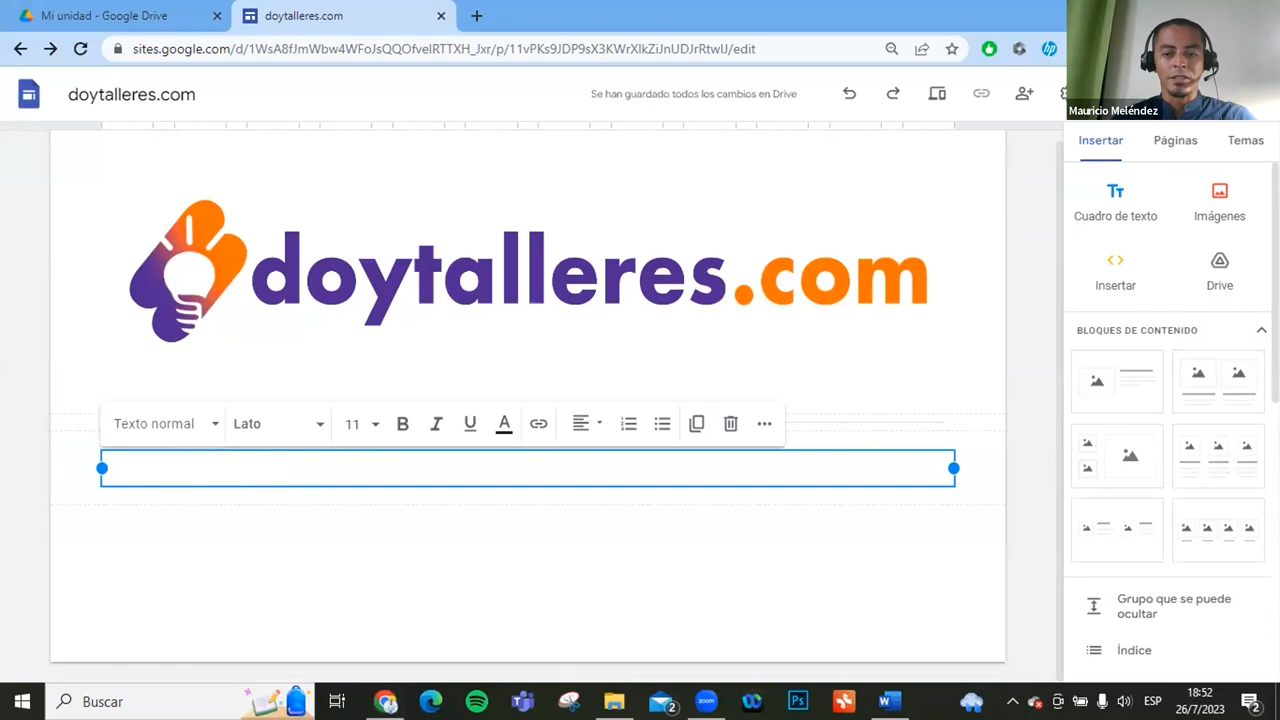 Mi unidad - Google Drive
doytalleres.com
sites.google.com/d/1WsA8fJmWbw4WFoJsQQOfvelRTTXH_Jxr/p/11vPKs9JDP9sX3KWrXlkZiJnUDJrRtwIJ/edit
doytalleres.com
Se han guardado todos los cambios en Drive
Mauricio Meléndez
Insertar
Páginas
Temas
Cuadro de texto
Imágenes
Insertar
Drive
BLOQUES DE CONTENIDO
doytalleres.com
Texto normal
Lato
11
Grupo que se puede
ocultar
Índice
Buscar
2
ESP
18:52
26/7/2023
2